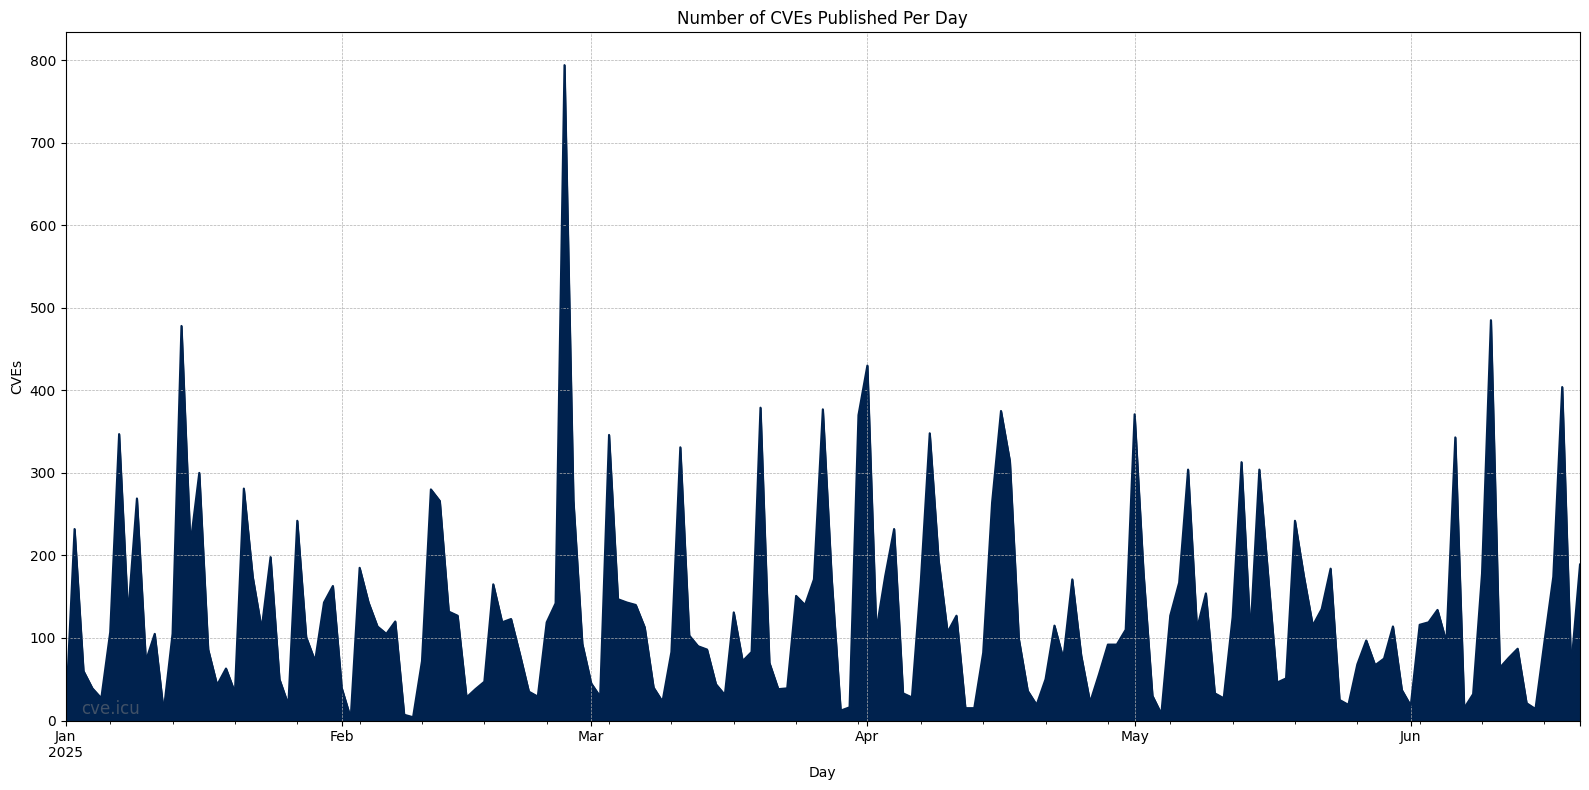 Number of CVEs Published Per Day
CVEs
800
700
600
500
400
300
200
100
0
cve.icu
Jan
2025
Feb
Mar
Apr
May
Jun
Day